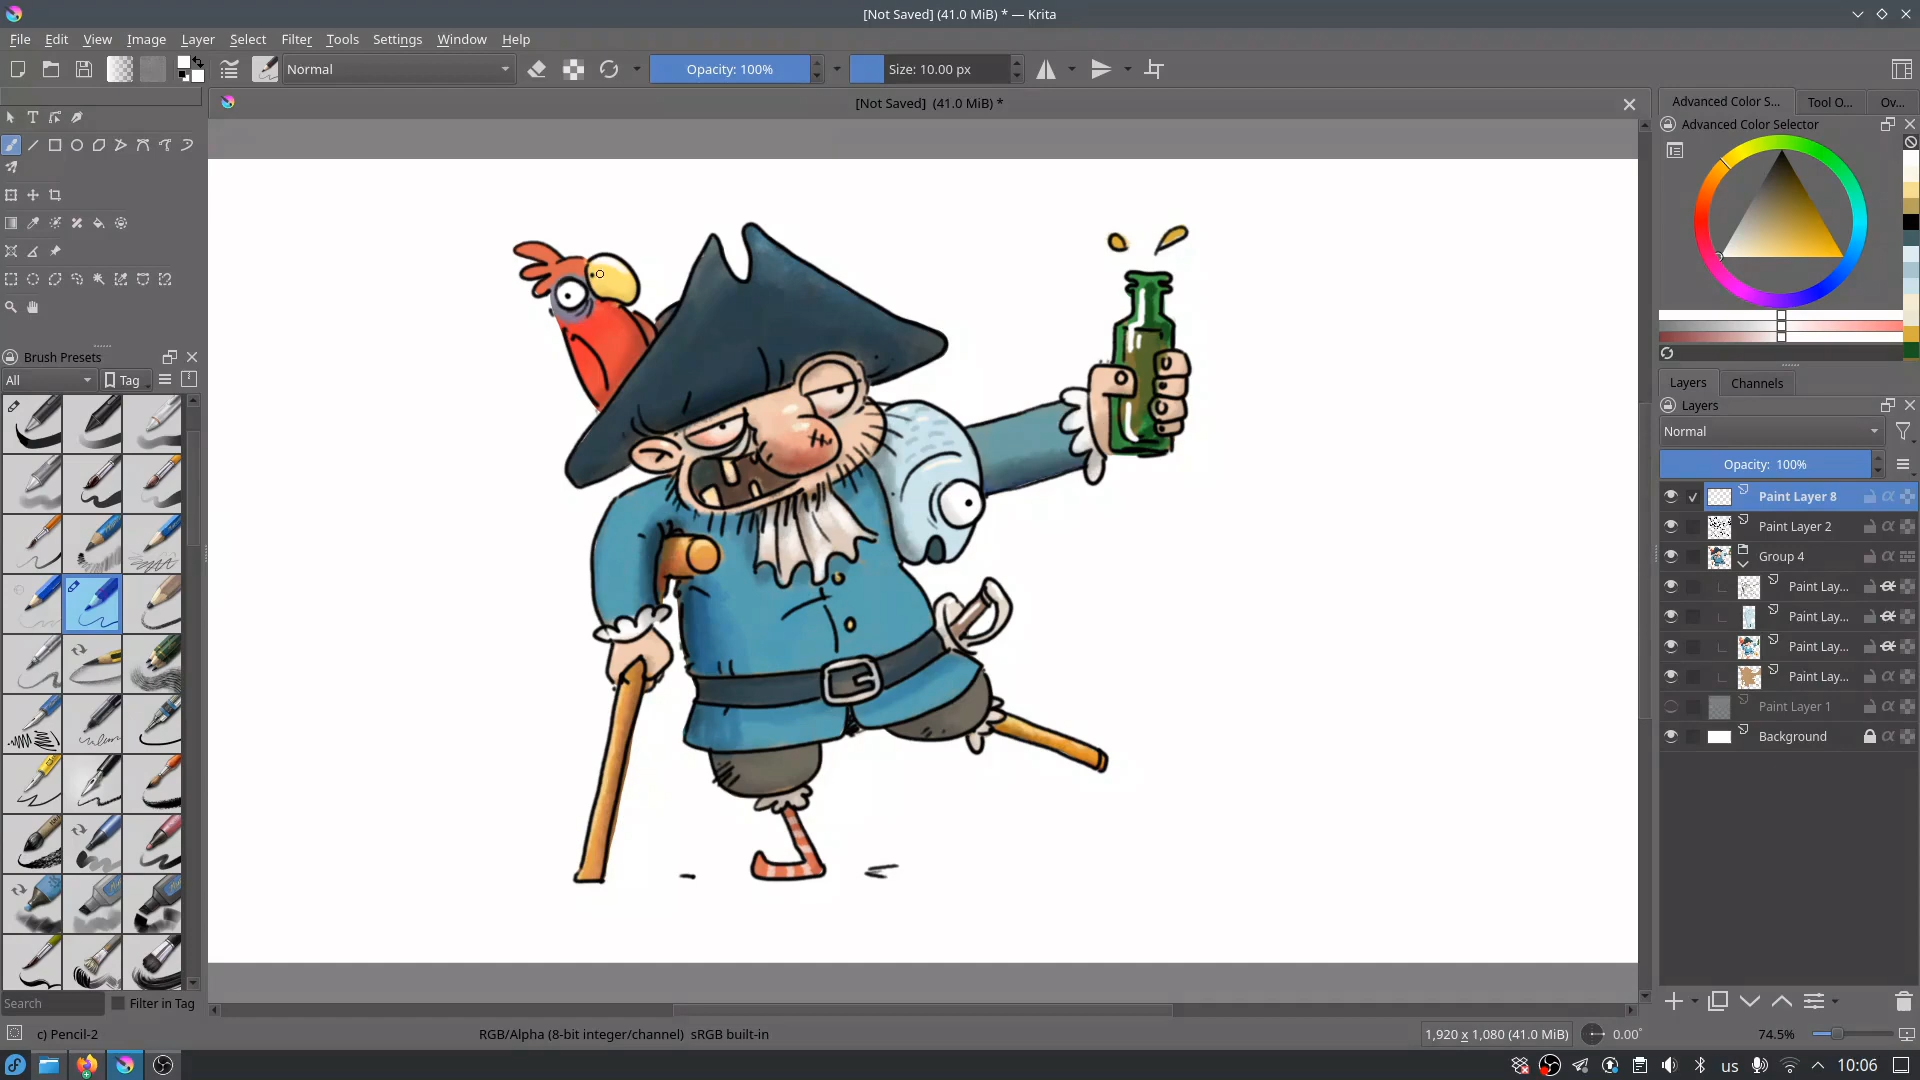 [Not Saved] (41.0 MiB) * — Krita
File Edit View Image Layer Select Filter Tools Settings Window Help
Normal
Opacity: 100%
Size: 10.00 px
[Not Saved] (41.0 MiB) *
Advanced Color S...
Tool O...
Ov...
Advanced Color Selector
Brush Presets
All
Tag
Layers
Channels
Layers
Normal
Opacity: 100%
Paint Layer 8
Paint Layer 2
Group 4
Paint Lay...
Paint Lay...
Paint Lay...
Paint Lay...
Paint Layer 1
Background
Search
Filter in Tag
c) Pencil-2
RGB/Alpha (8-bit integer/channel) sRGB built-in
1,920 x 1,080 (41.0 MiB)
0.00°
74.5%
us
10:06